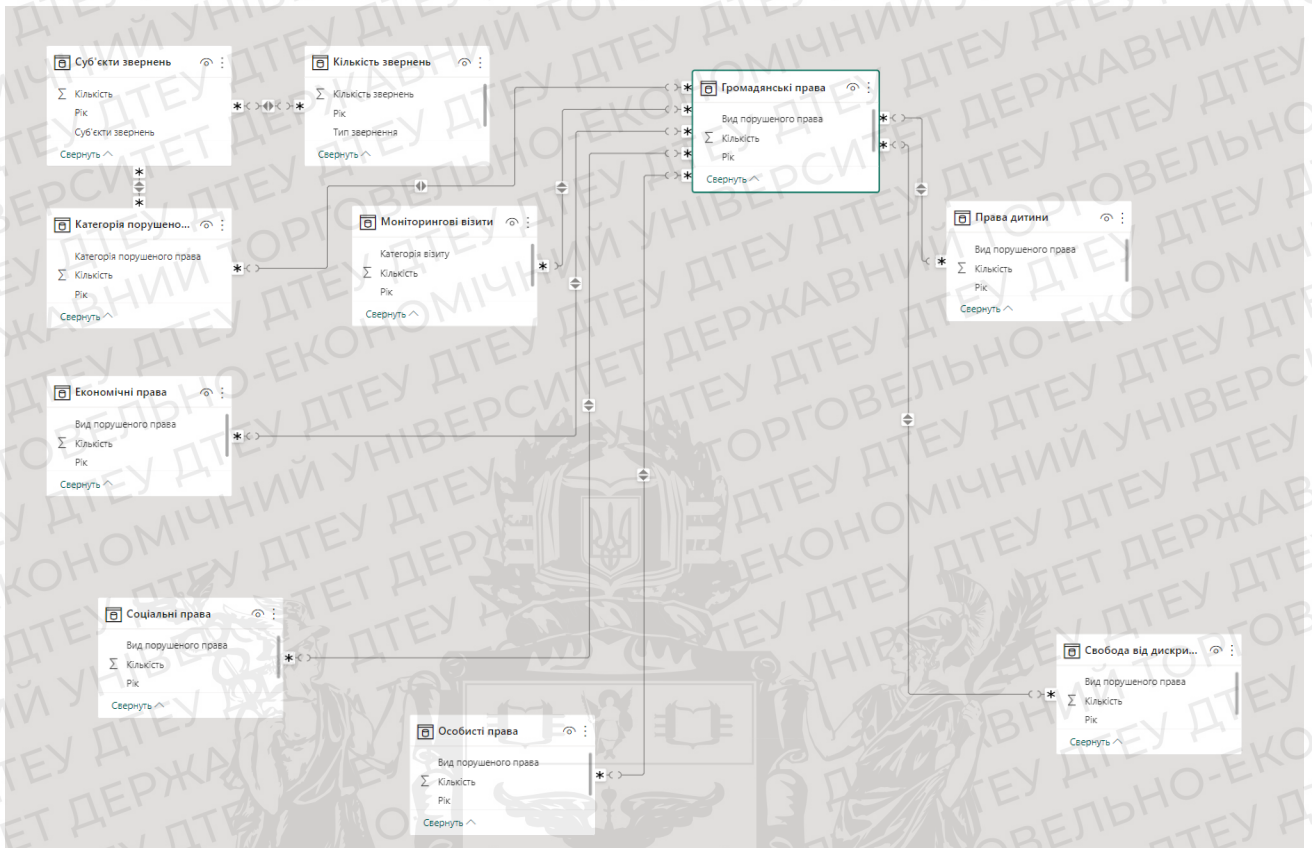 Суб'єкти звернень
Σ Кількість
Рік
Суб'єкти звернень
Свернуть
Кількість звернень
Σ Кількість звернень
Рік
Тип звернення
Свернуть
Громадянські права
Вид порушеного права
Σ Кількість
Рік
Свернуть
Категорія порушено...
Категорія порушеного права
Σ Кількість
Рік
Свернуть
Моніторингові візити
Категорія візиту
Σ Кількість
Рік
Свернуть
Права дитини
Вид порушеного права
Σ Кількість
Рік
Свернуть
Економічні права
Вид порушеного права
Σ Кількість
Рік
Свернуть
Соціальні права
Вид порушеного права
Σ Кількість
Рік
Свернуть
Свобода від дискри...
Вид порушеного права
Σ Кількість
Рік
Свернуть
Особисті права
Вид порушеного права
Σ Кількість
Рік
Свернуть